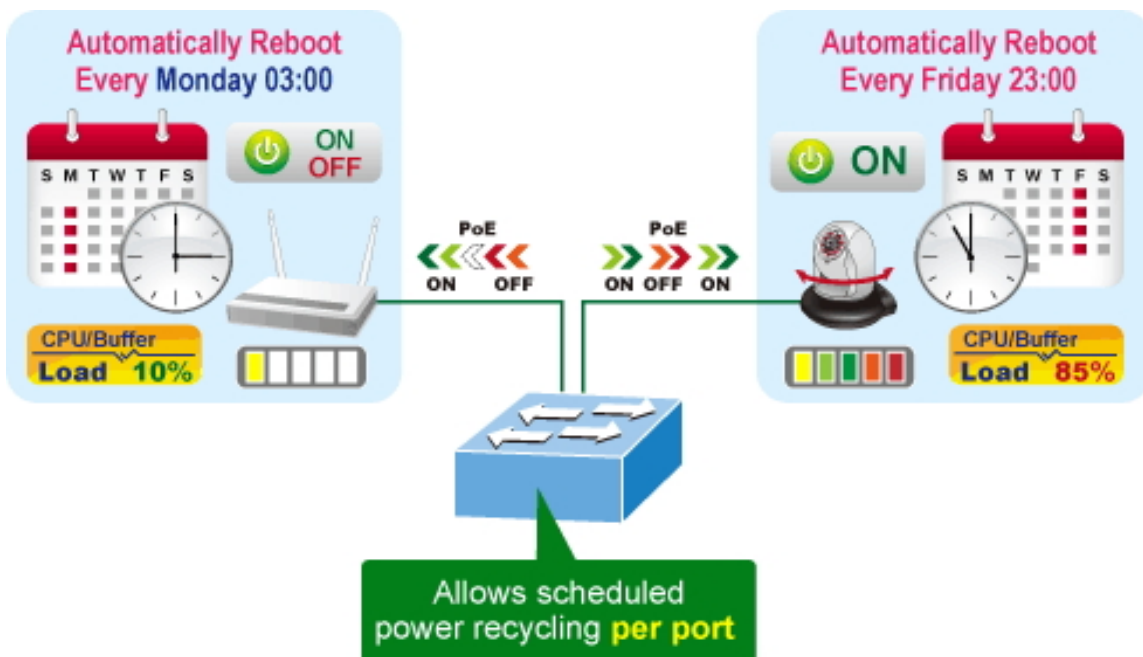 Automatically Reboot
Every Monday 03:00
S M T W T F S
ON
OFF
CPU/Buffer
Load 10%
PoE
ON OFF
PoE
ON OFF ON
Automatically Reboot
Every Friday 23:00
ON
S M T W T F S
CPU/Buffer
Load 85%
Allows scheduled
power recycling per port